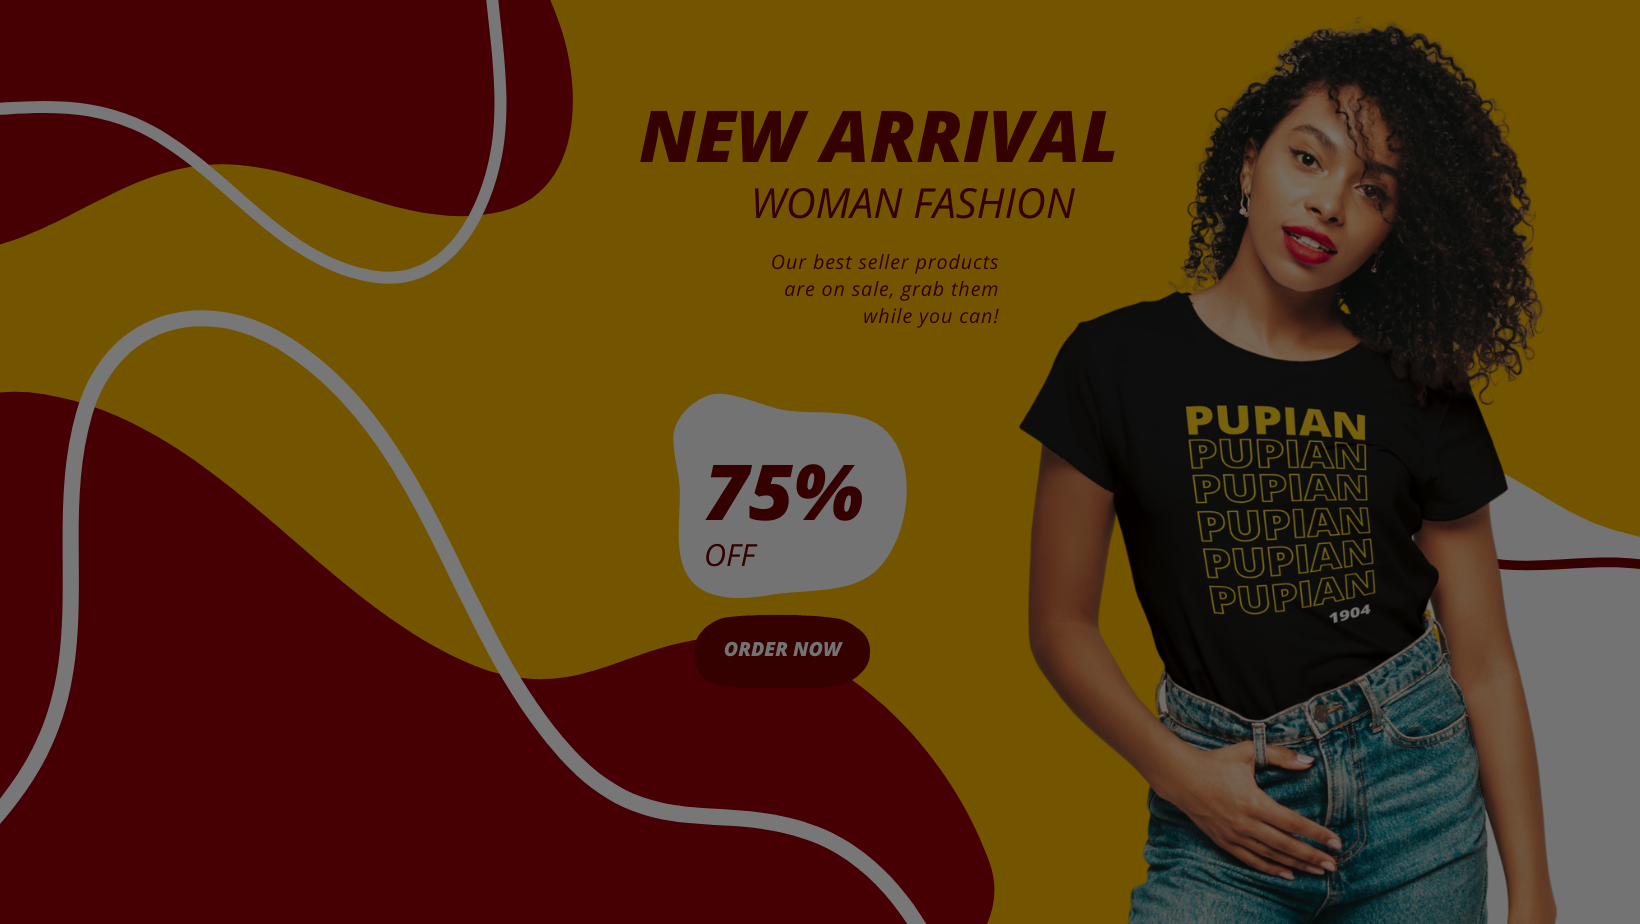 NEW ARRIVAL
WOMAN FASHION
Our best seller products
are on sale, grab them
while you can!
75%
OFF
ORDER NOW
PUPIAN
PUPIAN
PUPIAN
PUPIAN
PUPIAN
PUPIAN
1904